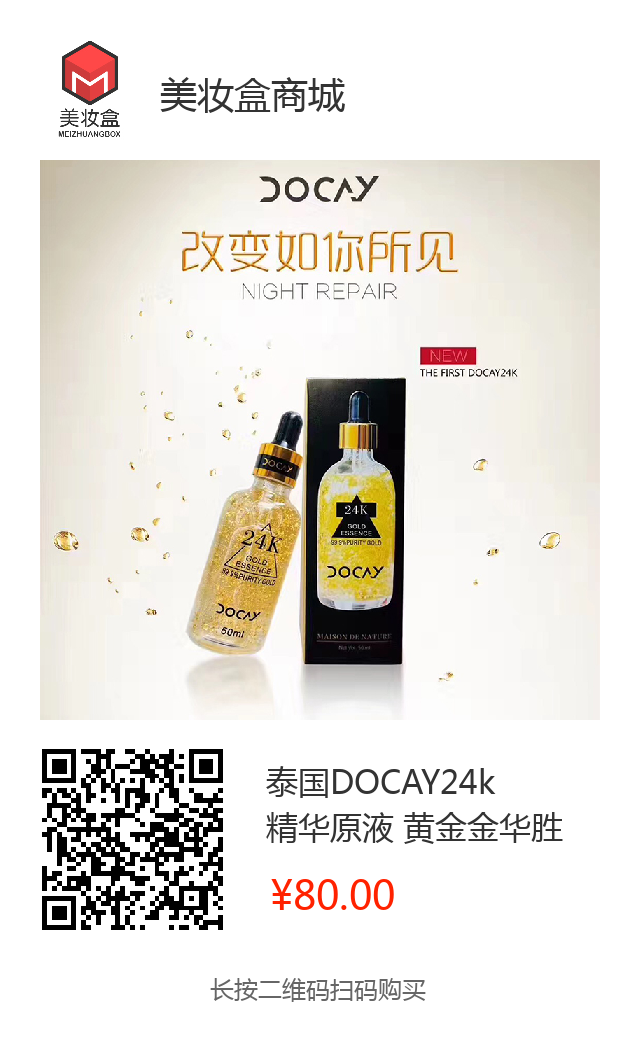 美妆盒
MEIZHUANGBOX
美妆盒商城
DOCAY
改变如你所见
NIGHT REPAIR
NEW
THE FIRST DOCAY24K
DOCAY
24K
GOLD
ESSENCE
99.9%PURITY GOLD
DOCAY
50ml
24K
GOLD
ESSENCE
99.9%PURITY GOLD
DOCAY
MAISON DE NATURE
Net Wt. 50ml
泰国DOCAY24k
精华原液 黄金金华胜
¥80.00
长按二维码扫码购买